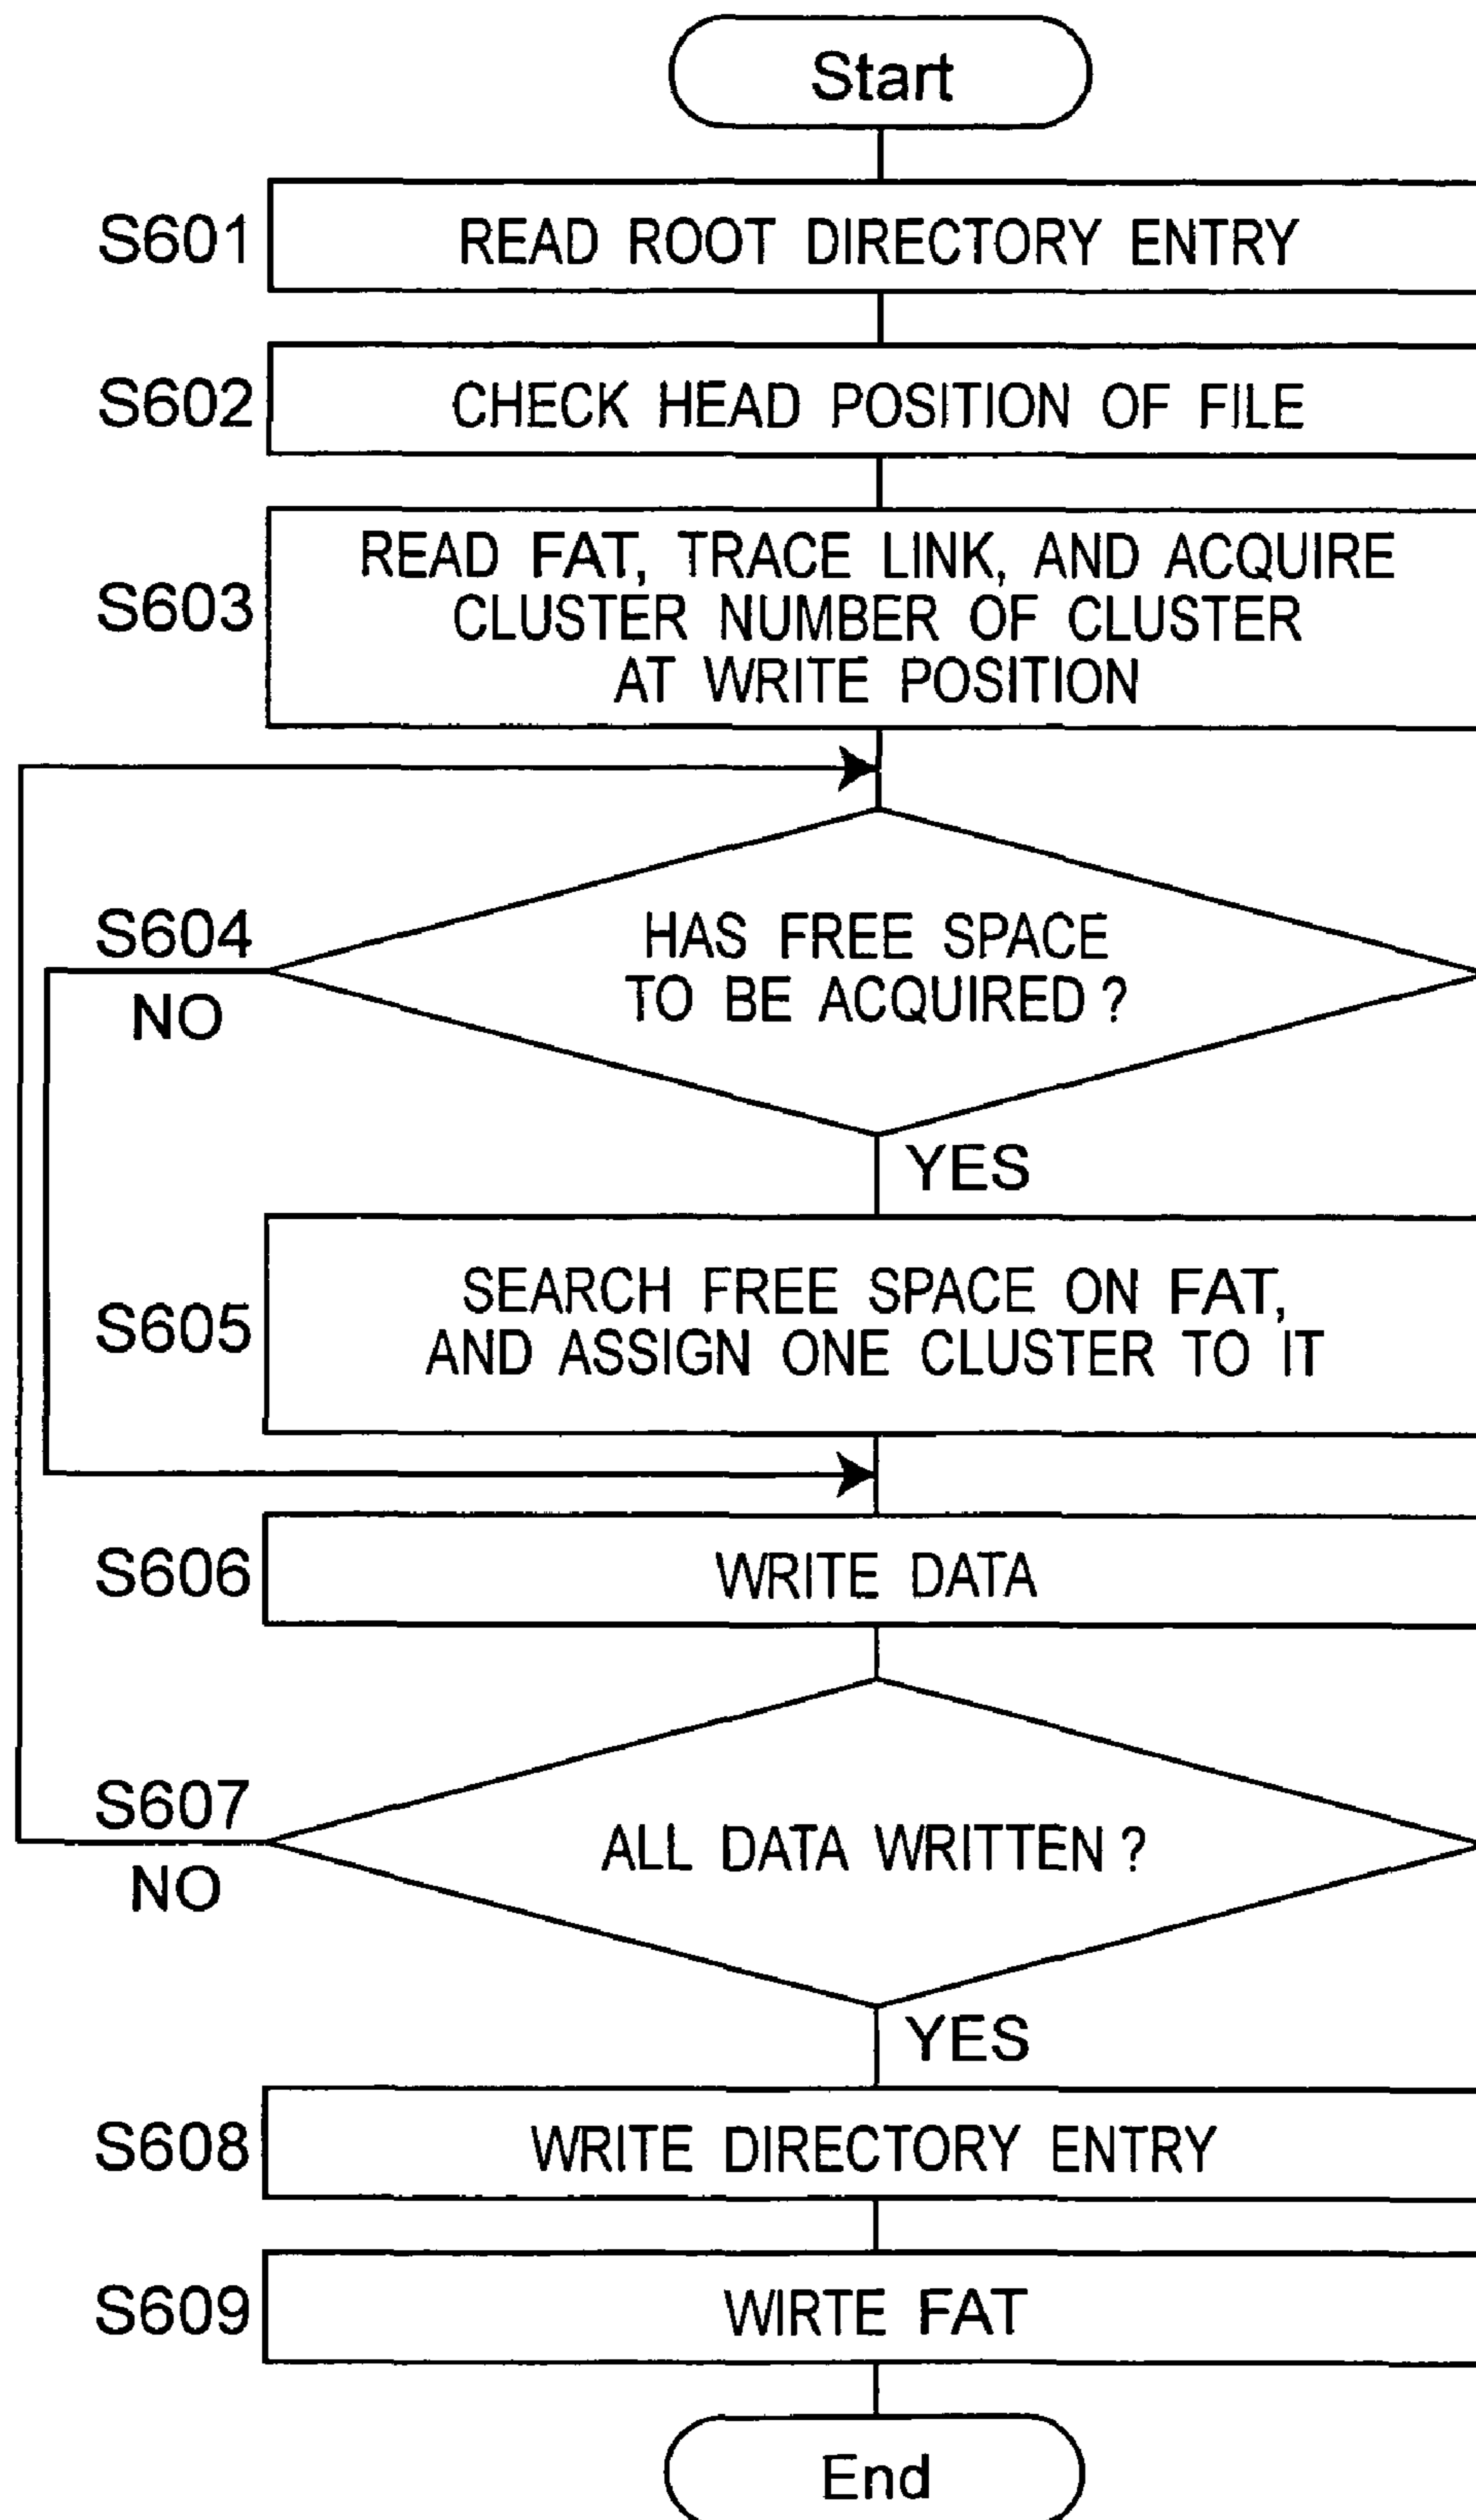 Start
S601
READ ROOT DIRECTORY ENTRY
S602
CHECK HEAD POSITION OF FILE
S603
READ FAT, TRACE LINK, AND ACQUIRE
CLUSTER NUMBER OF CLUSTER
AT WRITE POSITION
S604
HAS FREE SPACE
TO BE ACQUIRED ?
NO
YES
S605
SEARCH FREE SPACE ON FAT,
AND ASSIGN ONE CLUSTER TO IT
S606
WRITE DATA
S607
ALL DATA WRITTEN ?
NO
YES
S608
WRITE DIRECTORY ENTRY
S609
WIRTE FAT
End